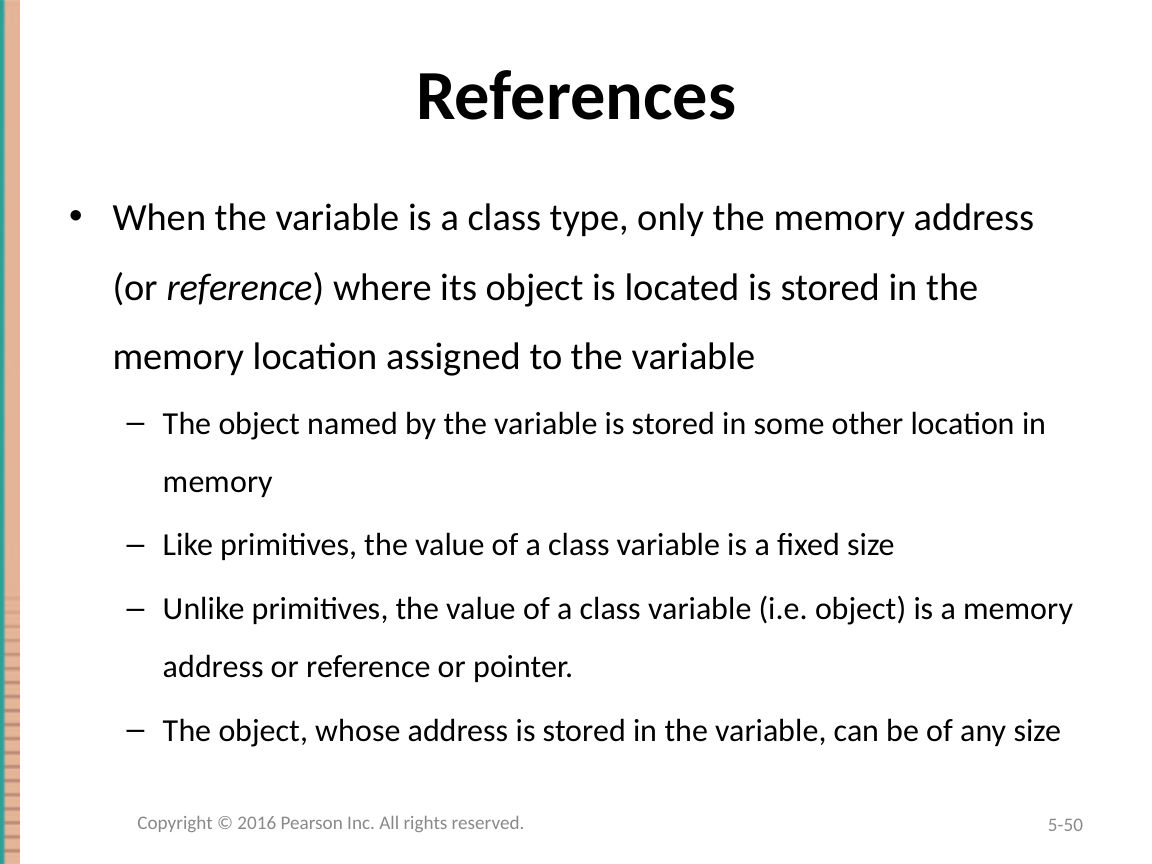 References
• When the variable is a class type, only the memory address
(or reference) where its object is located is stored in the
memory location assigned to the variable
– The object named by the variable is stored in some other location in
memory
– Like primitives, the value of a class variable is a fixed size
– Unlike primitives, the value of a class variable (i.e. object) is a memory
address or reference or pointer.
– The object, whose address is stored in the variable, can be of any size
Copyright © 2016 Pearson Inc. All rights reserved.
5-50